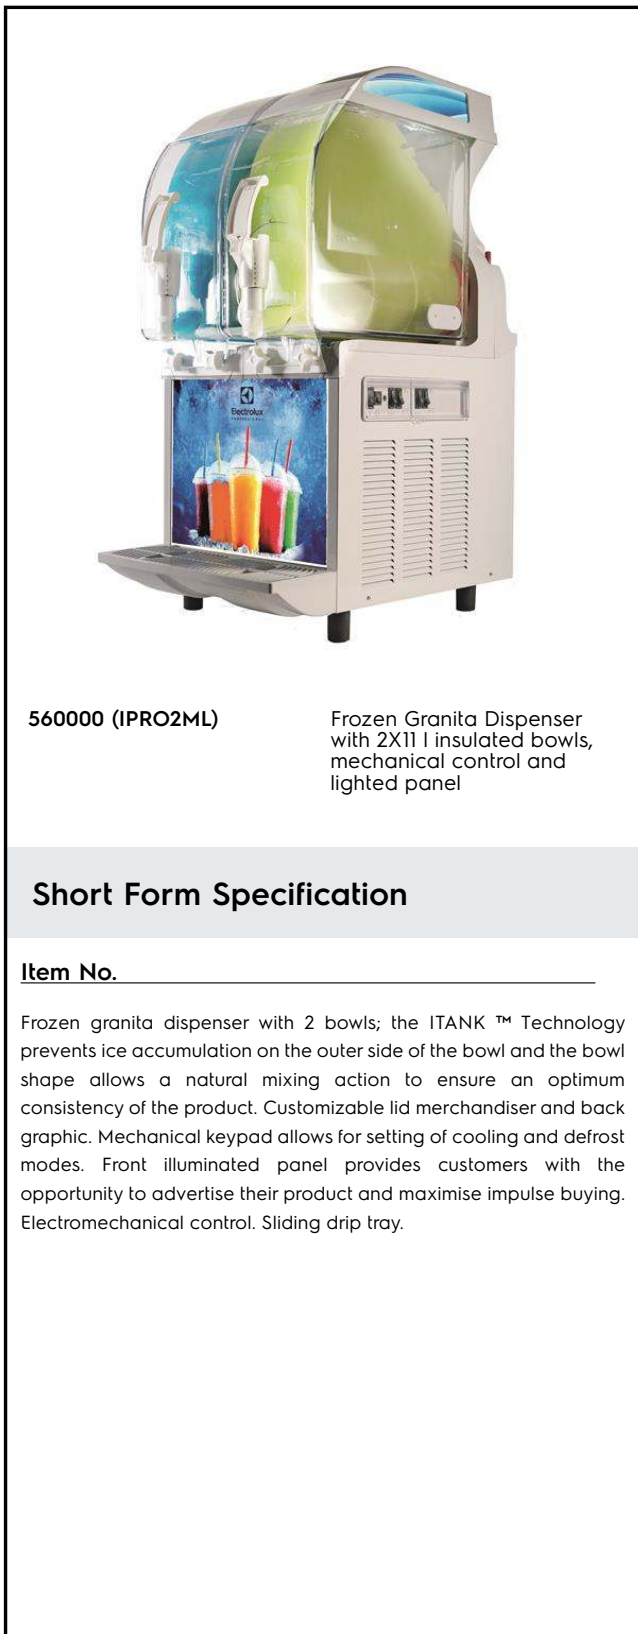 Electrolux
PROFESSIONAL
560000 (IPRO2ML)
Frozen Granita Dispenser
with 2X11 l insulated bowls,
mechanical control and
lighted panel
Short Form Specification
Item No.
Frozen granita dispenser with 2 bowls; the ITANK ™ Technology
prevents ice accumulation on the outer side of the bowl and the bowl
shape allows a natural mixing action to ensure an optimum
consistency of the product. Customizable lid merchandiser and back
graphic. Mechanical keypad allows for setting of cooling and defrost
modes. Front illuminated panel provides customers with the
opportunity to advertise their product and maximise impulse buying.
Electromechanical control. Sliding drip tray.